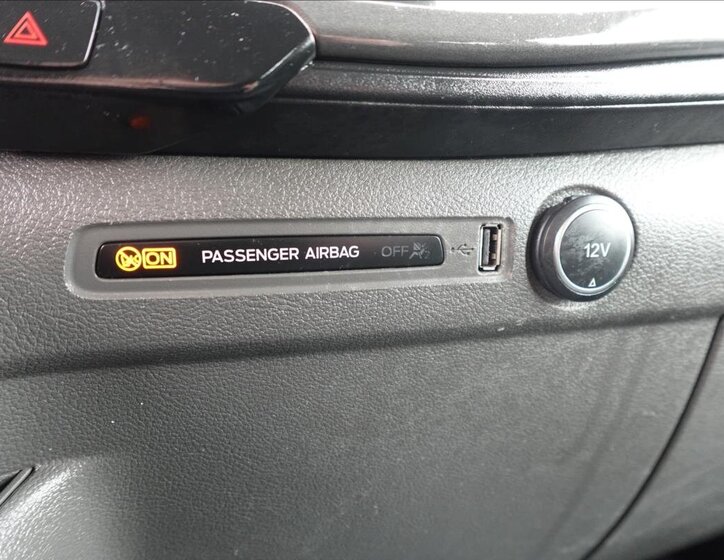 ON PASSENGER AIRBAG OFF
12V